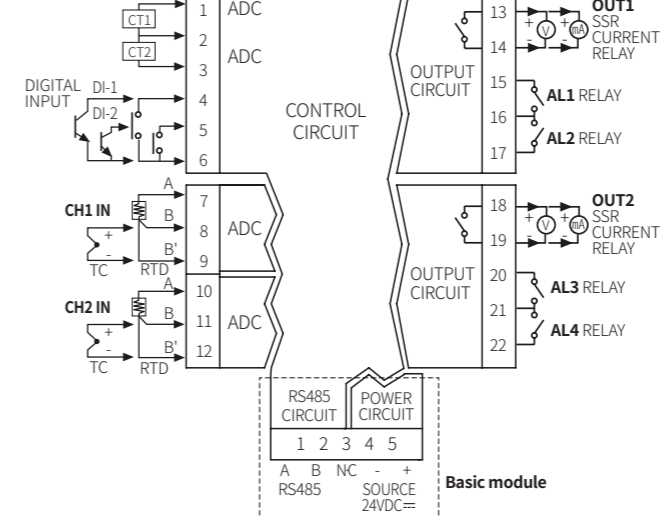 CT1
CT2
1
2
3
4
5
6
ADC
ADC
DIGITAL
INPUT
DI-1
DI-2
CONTROL
CIRCUIT
CH1 IN
A
B
B'
+
-
TC
RTD
7
8
9
ADC
CH2 IN
A
B
B'
+
-
TC
RTD
10
11
12
ADC
OUTPUT
CIRCUIT
13
14
15
16
17
+
-
V
+
-
mA
OUT1
SSR
CURRENT
RELAY
AL1 RELAY
AL2 RELAY
OUTPUT
CIRCUIT
18
19
20
21
22
+
-
V
+
-
mA
OUT2
SSR
CURRENT
RELAY
AL3 RELAY
AL4 RELAY
RS485
CIRCUIT
POWER
CIRCUIT
1 2 3 4 5
A B NC - +
RS485
SOURCE
24VDC⎓
Basic module